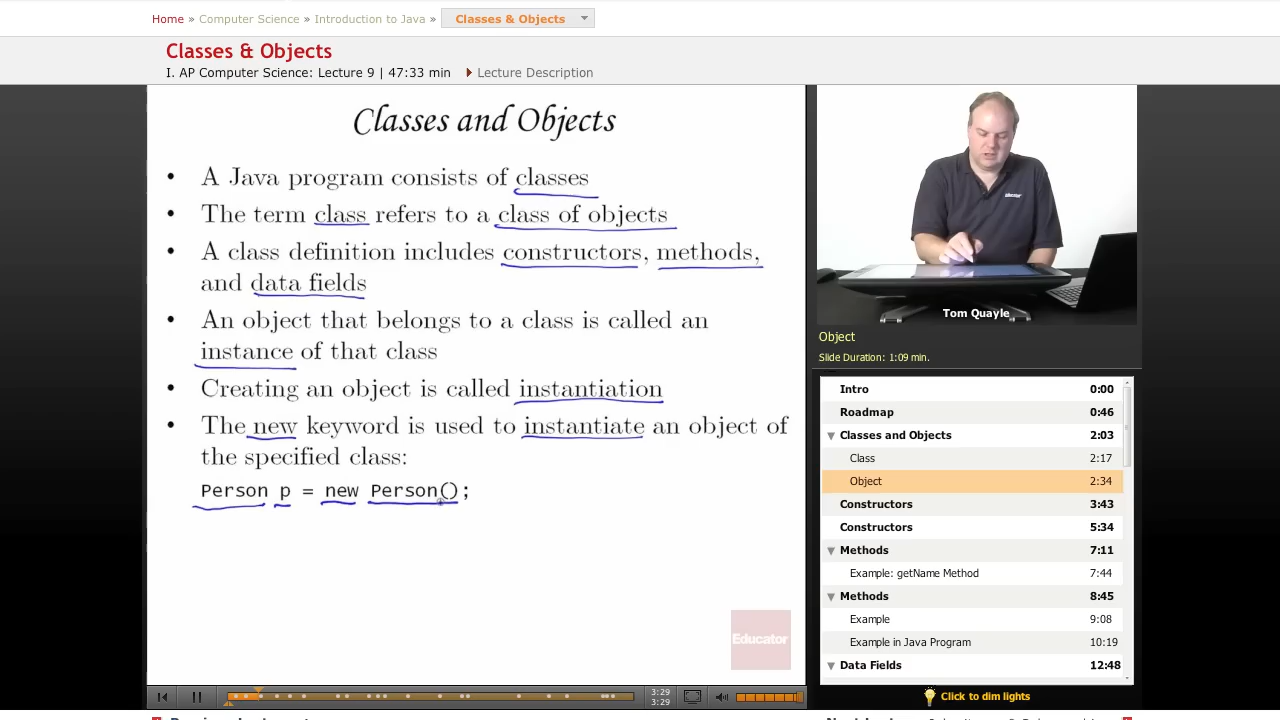 Home » Computer Science » Introduction to Java » Classes & Objects
Classes & Objects
I. AP Computer Science: Lecture 9 | 47:33 min Lecture Description
Classes and Objects
• A Java program consists of classes
• The term class refers to a class of objects
• A class definition includes constructors, methods,
and data fields
• An object that belongs to a class is called an
instance of that class
• Creating an object is called instantiation
• The new keyword is used to instantiate an object of
the specified class:
Person p = new Person();
Educator
3:29
3:29
Tom Quayle
Object
Slide Duration: 1:09 min.
Intro 0:00
Roadmap 0:46
Classes and Objects 2:03
Class 2:17
Object 2:34
Constructors 3:43
Constructors 5:34
Methods 7:11
Example: getName Method 7:44
Methods 8:45
Example 9:08
Example in Java Program 10:19
Data Fields 12:48
Click to dim lights